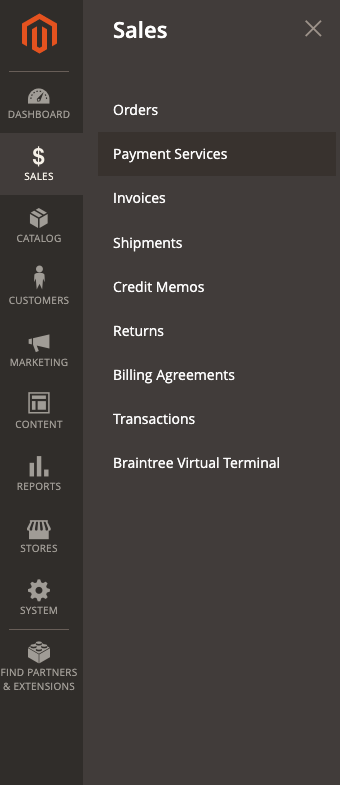 DASHBOARD
$
SALES
CATALOG
CUSTOMERS
MARKETING
CONTENT
REPORTS
STORES
SYSTEM
FIND PARTNERS
& EXTENSIONS
Sales
Orders
Payment Services
Invoices
Shipments
Credit Memos
Returns
Billing Agreements
Transactions
Braintree Virtual Terminal